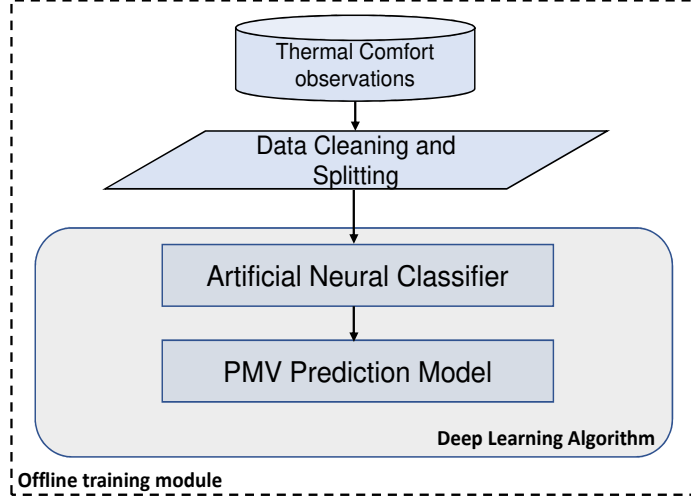 Thermal Comfort
observations
Data Cleaning and
Splitting
Artificial Neural Classifier
PMV Prediction Model
Deep Learning Algorithm
Offline training module